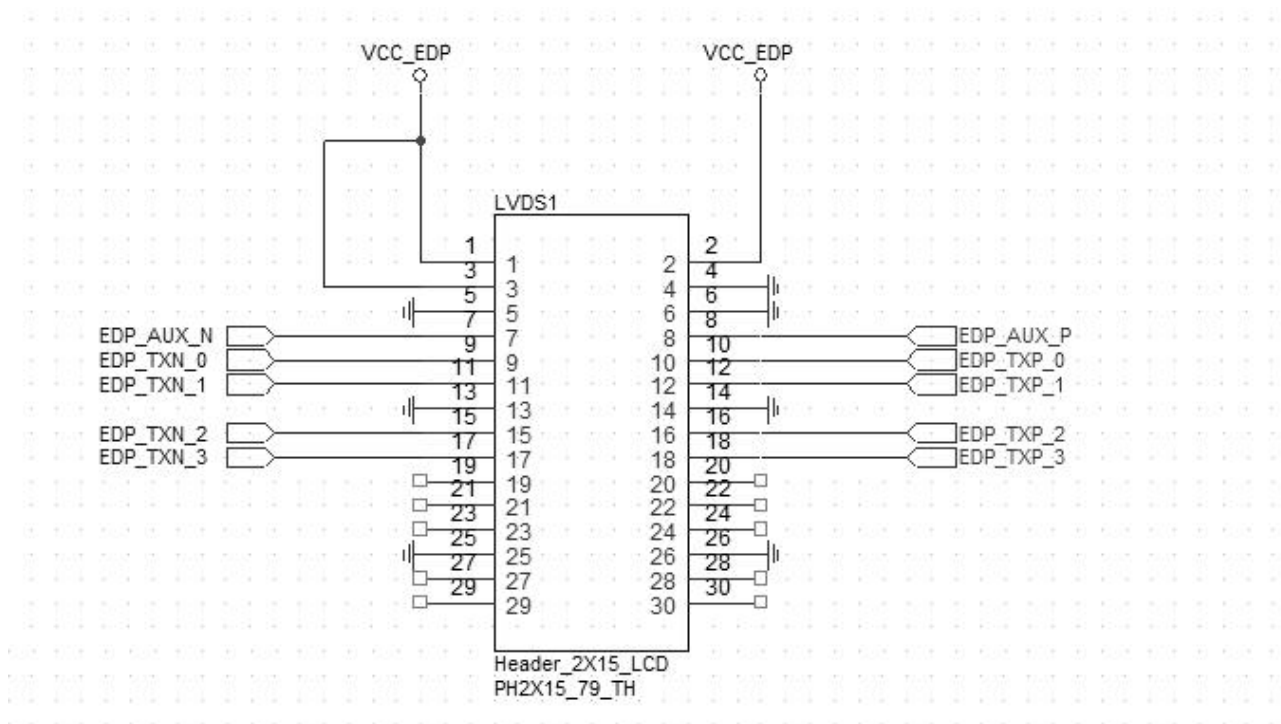 VCC_EDP VCC_EDP
LVDS1
1 2
1 2
3 4
3 4
5 6
5 6
7 8
EDP_AUX_N 7 8 EDP_AUX_P
9 10
EDP_TXN_0 9 10 EDP_TXP_0
11 12
EDP_TXN_1 11 12 EDP_TXP_1
13 14
13 14
15 16
EDP_TXN_2 15 16 EDP_TXP_2
17 18
EDP_TXN_3 17 18 EDP_TXP_3
19 20
19 20
21 22
21 22
23 24
23 24
25 26
25 26
27 28
27 28
29 30
29 30
Header_2X15_LCD
PH2X15_79_TH